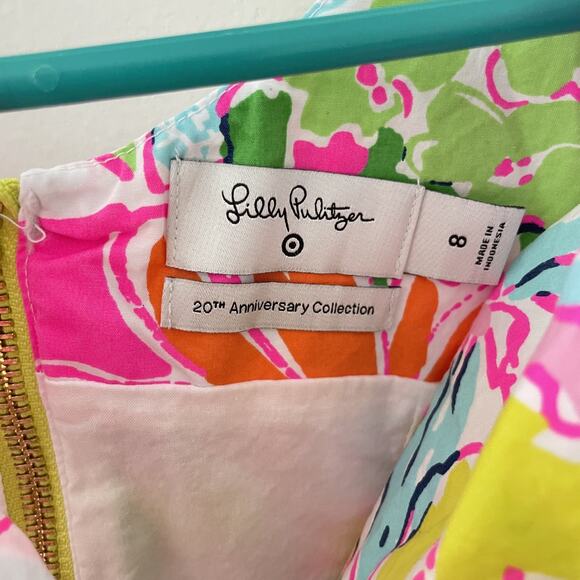 Lilly Pulitzer
8
MADE IN
INDONESIA
20TH Anniversary Collection